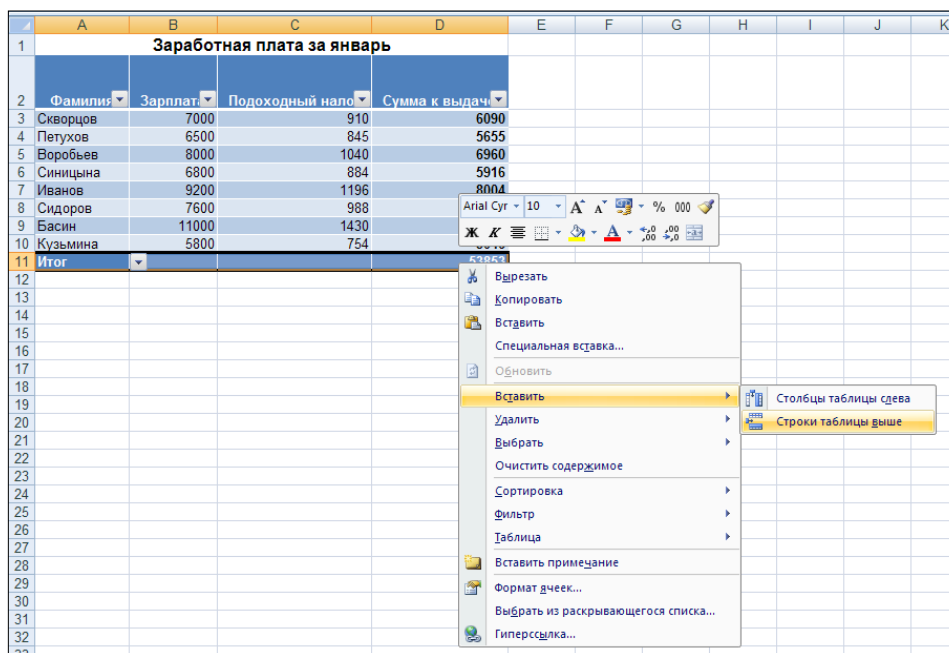 A B C D E F G H I J K
1 Заработная плата за январь
2 Фамилия Зарплат Подоходный нало Сумма к выдач
3 Скворцов 7000 910 6090
4 Петухов 6500 845 5655
5 Воробьев 8000 1040 6960
6 Синицына 6800 884 5916
7 Иванов 9200 1196 8004
8 Сидоров 7600 988
9 Басин 11000 1430
10 Кузьмина 5800 754
11 Итог 53853
Arial Cyr 10 A A % 000
Ж К A ,00 ,0
12
13
14
15
16
17
18
19
20
21
22
23
24
25
26
27
28
29
30
31
32
Вырезать
Копировать
Вставить
Специальная вставка...
Обновить
Вставить
Удалить
Выбрать
Очистить содержимое
Сортировка
Фильтр
Таблица
Вставить примечание
Формат ячеек...
Выбрать из раскрывающегося списка...
Гиперссылка...
Столбцы таблицы слева
Строки таблицы выше